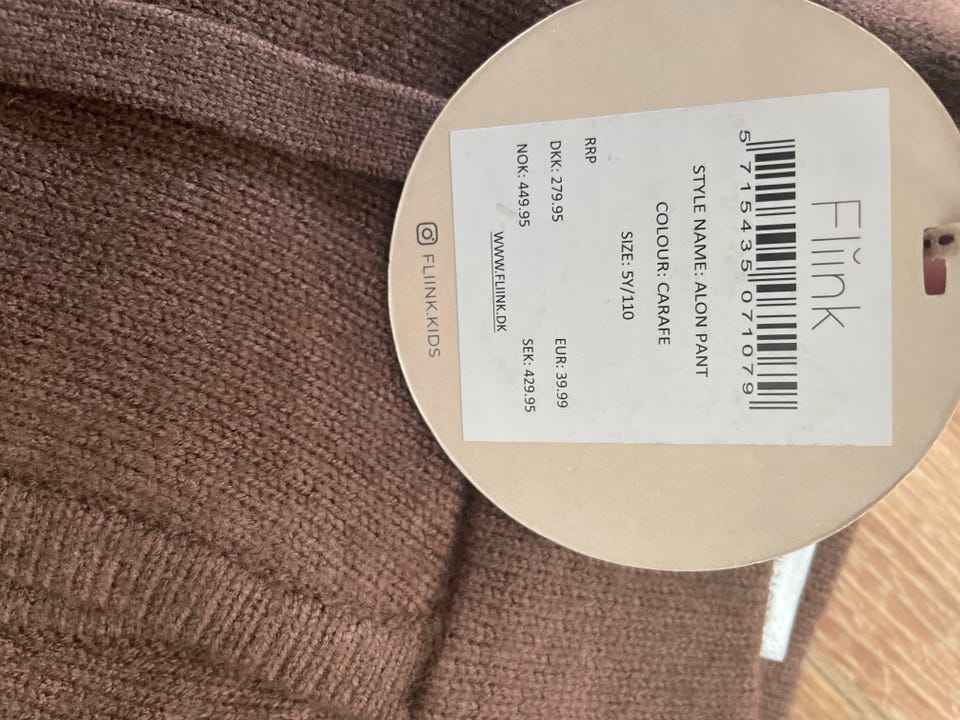 Fliink
5 715435 071079
STYLE NAME: ALON PANT
COLOUR: CARAFE
SIZE: 5Y/110
RRP
DKK: 279.95 EUR: 39.99
NOK: 449.95 SEK: 429.95
WWW.FLIINK.DK
FLIINK.KIDS